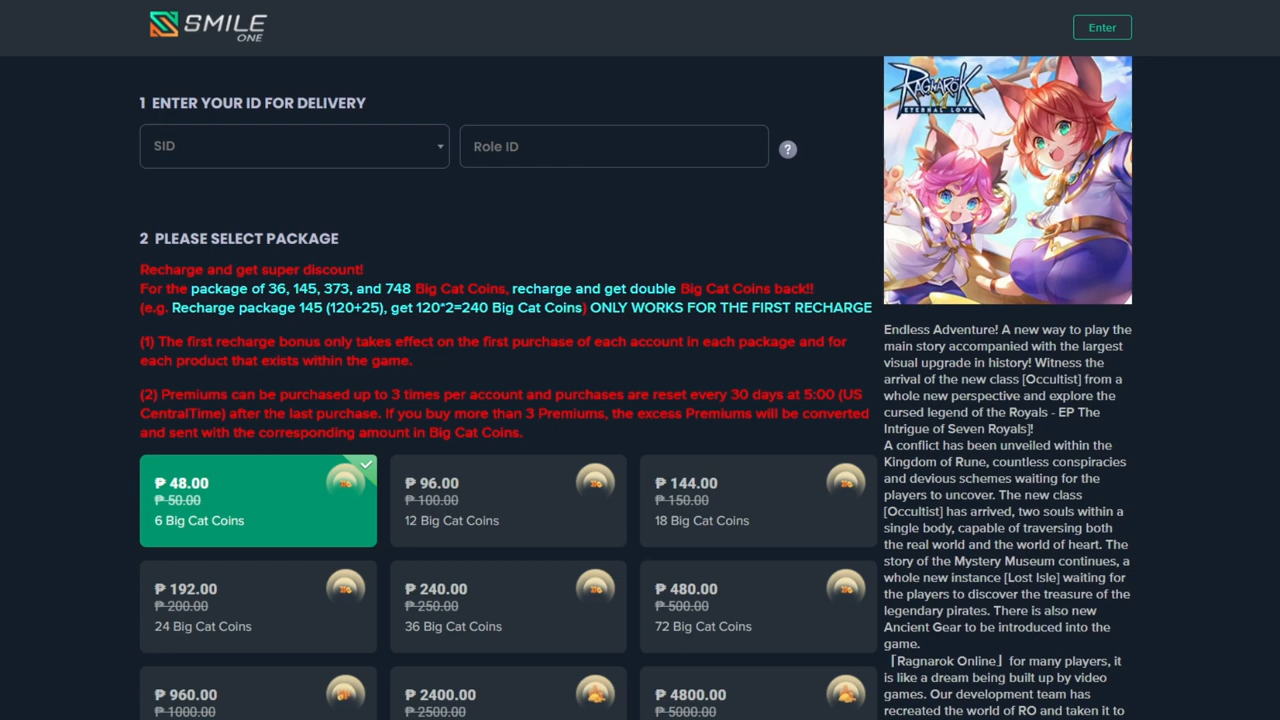 SMILE
ONE
Enter
1 ENTER YOUR ID FOR DELIVERY
SID
Role ID
?
2 PLEASE SELECT PACKAGE
Recharge and get super discount!
For the package of 36, 145, 373, and 748 Big Cat Coins, recharge and get double Big Cat Coins back!!
(e.g. Recharge package 145 (120+25), get 120*2=240 Big Cat Coins) ONLY WORKS FOR THE FIRST RECHARGE
(1) The first recharge bonus only takes effect on the first purchase of each account in each package and for
each product that exists within the game.
(2) Premiums can be purchased up to 3 times per account and purchases are reset every 30 days at 5:00 (US
CentralTime) after the last purchase. If you buy more than 3 Premiums, the excess Premiums will be converted
and sent with the corresponding amount in Big Cat Coins.
₱ 48.00
₱ 50.00
6 Big Cat Coins
₱ 96.00
₱ 100.00
12 Big Cat Coins
₱ 144.00
₱ 150.00
18 Big Cat Coins
₱ 192.00
₱ 200.00
24 Big Cat Coins
₱ 240.00
₱ 250.00
36 Big Cat Coins
₱ 480.00
₱ 500.00
72 Big Cat Coins
₱ 960.00
₱ 1000.00
₱ 2400.00
₱ 2500.00
₱ 4800.00
₱ 5000.00
RAGNAROK
ETERNAL LOVE
Endless Adventure! A new way to play the
main story accompanied with the largest
visual upgrade in history! Witness the
arrival of the new class [Occultist] from a
whole new perspective and explore the
cursed legend of the Royals - EP The
Intrigue of Seven Royals]!
A conflict has been unveiled within the
Kingdom of Rune, countless conspiracies
and devious schemes waiting for the
players to uncover. The new class
[Occultist] has arrived, two souls within a
single body, capable of traversing both
the real world and the world of heart. The
story of the Mystery Museum continues, a
whole new instance [Lost Isle] waiting for
the players to discover the treasure of the
legendary pirates. There is also new
Ancient Gear to be introduced into the
game.
「Ragnarok Online」for many players, it
is like a dream being built up by video
games. Our development team has
recreated the world of RO and taken it to